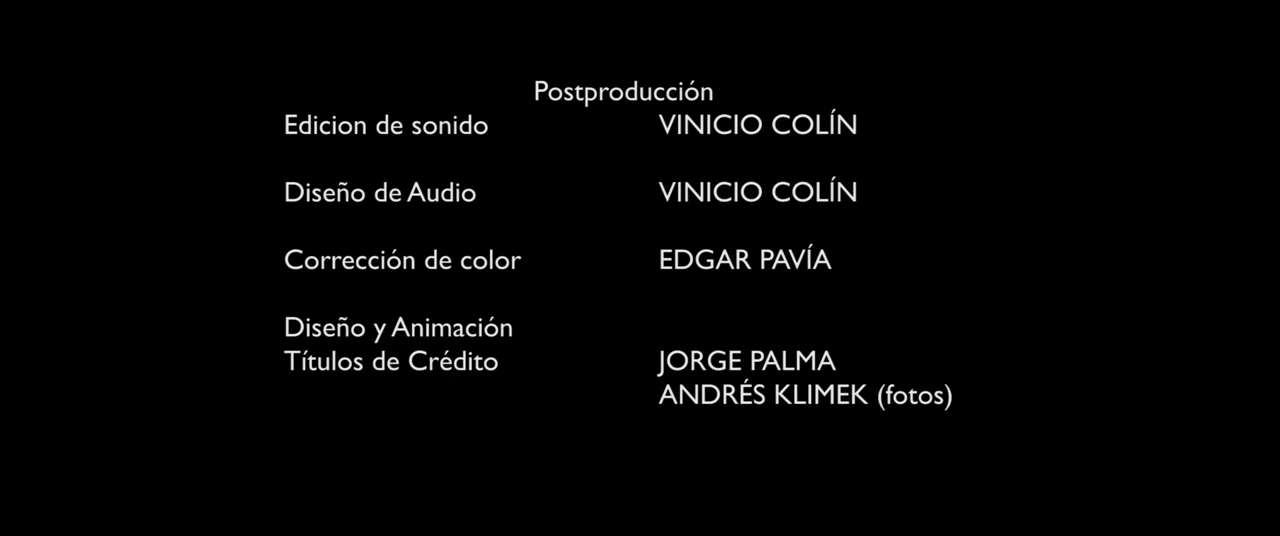 Postproducción
Edicion de sonido VINICIO COLÍN
Diseño de Audio VINICIO COLÍN
Corrección de color EDGAR PAVÍA
Diseño y Animación
Títulos de Crédito JORGE PALMA
ANDRÉS KLIMEK (fotos)